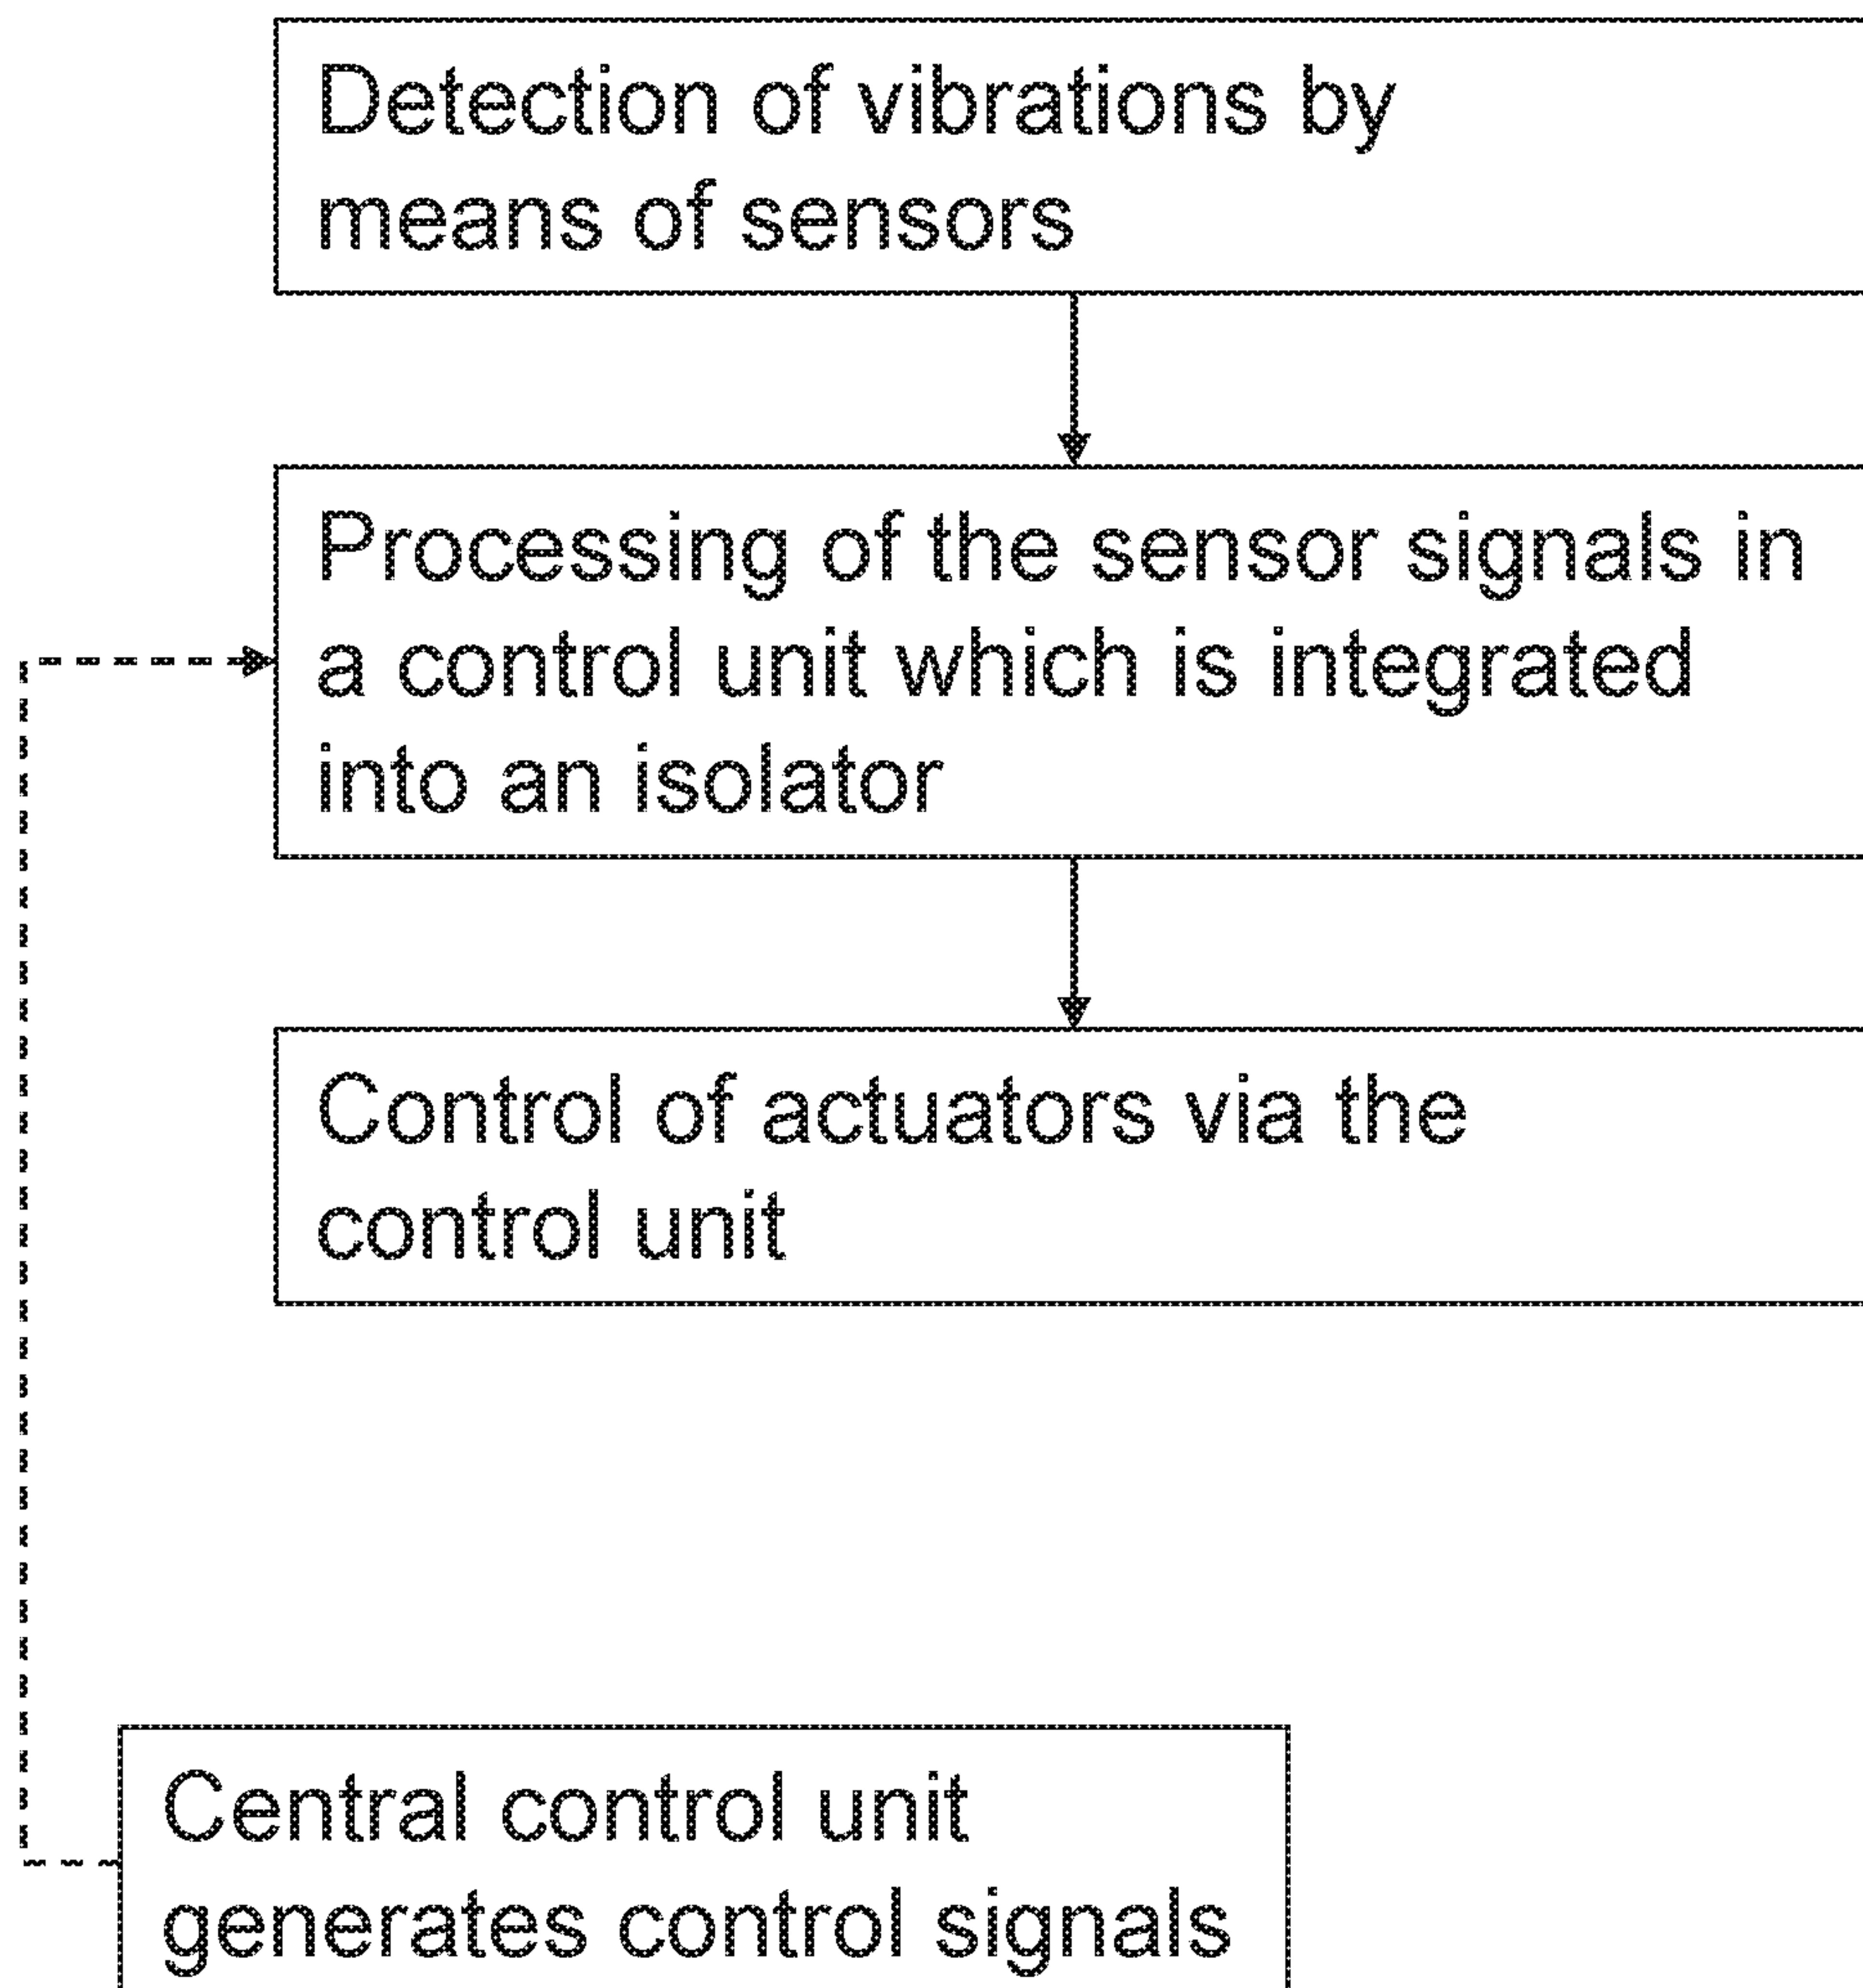 Detection of vibrations by
means of sensors
Processing of the sensor signals in
a control unit which is integrated
into an isolator
Control of actuators via the
control unit
Central control unit
generates control signals